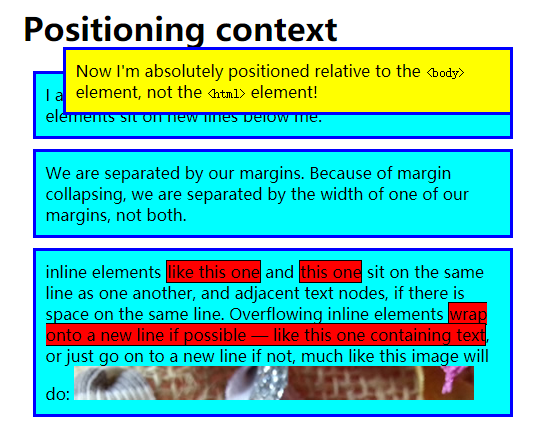 Positioning context
Now I'm absolutely positioned relative to the <body>
element, not the <html> element!
I a
elements sit on new lines below me.
We are separated by our margins. Because of margin
collapsing, we are separated by the width of one of our
margins, not both.
inline elements like this one and this one sit on the same
line as one another, and adjacent text nodes, if there is
space on the same line. Overflowing inline elements wrap
onto a new line if possible — like this one containing text,
or just go on to a new line if not, much like this image will
do: